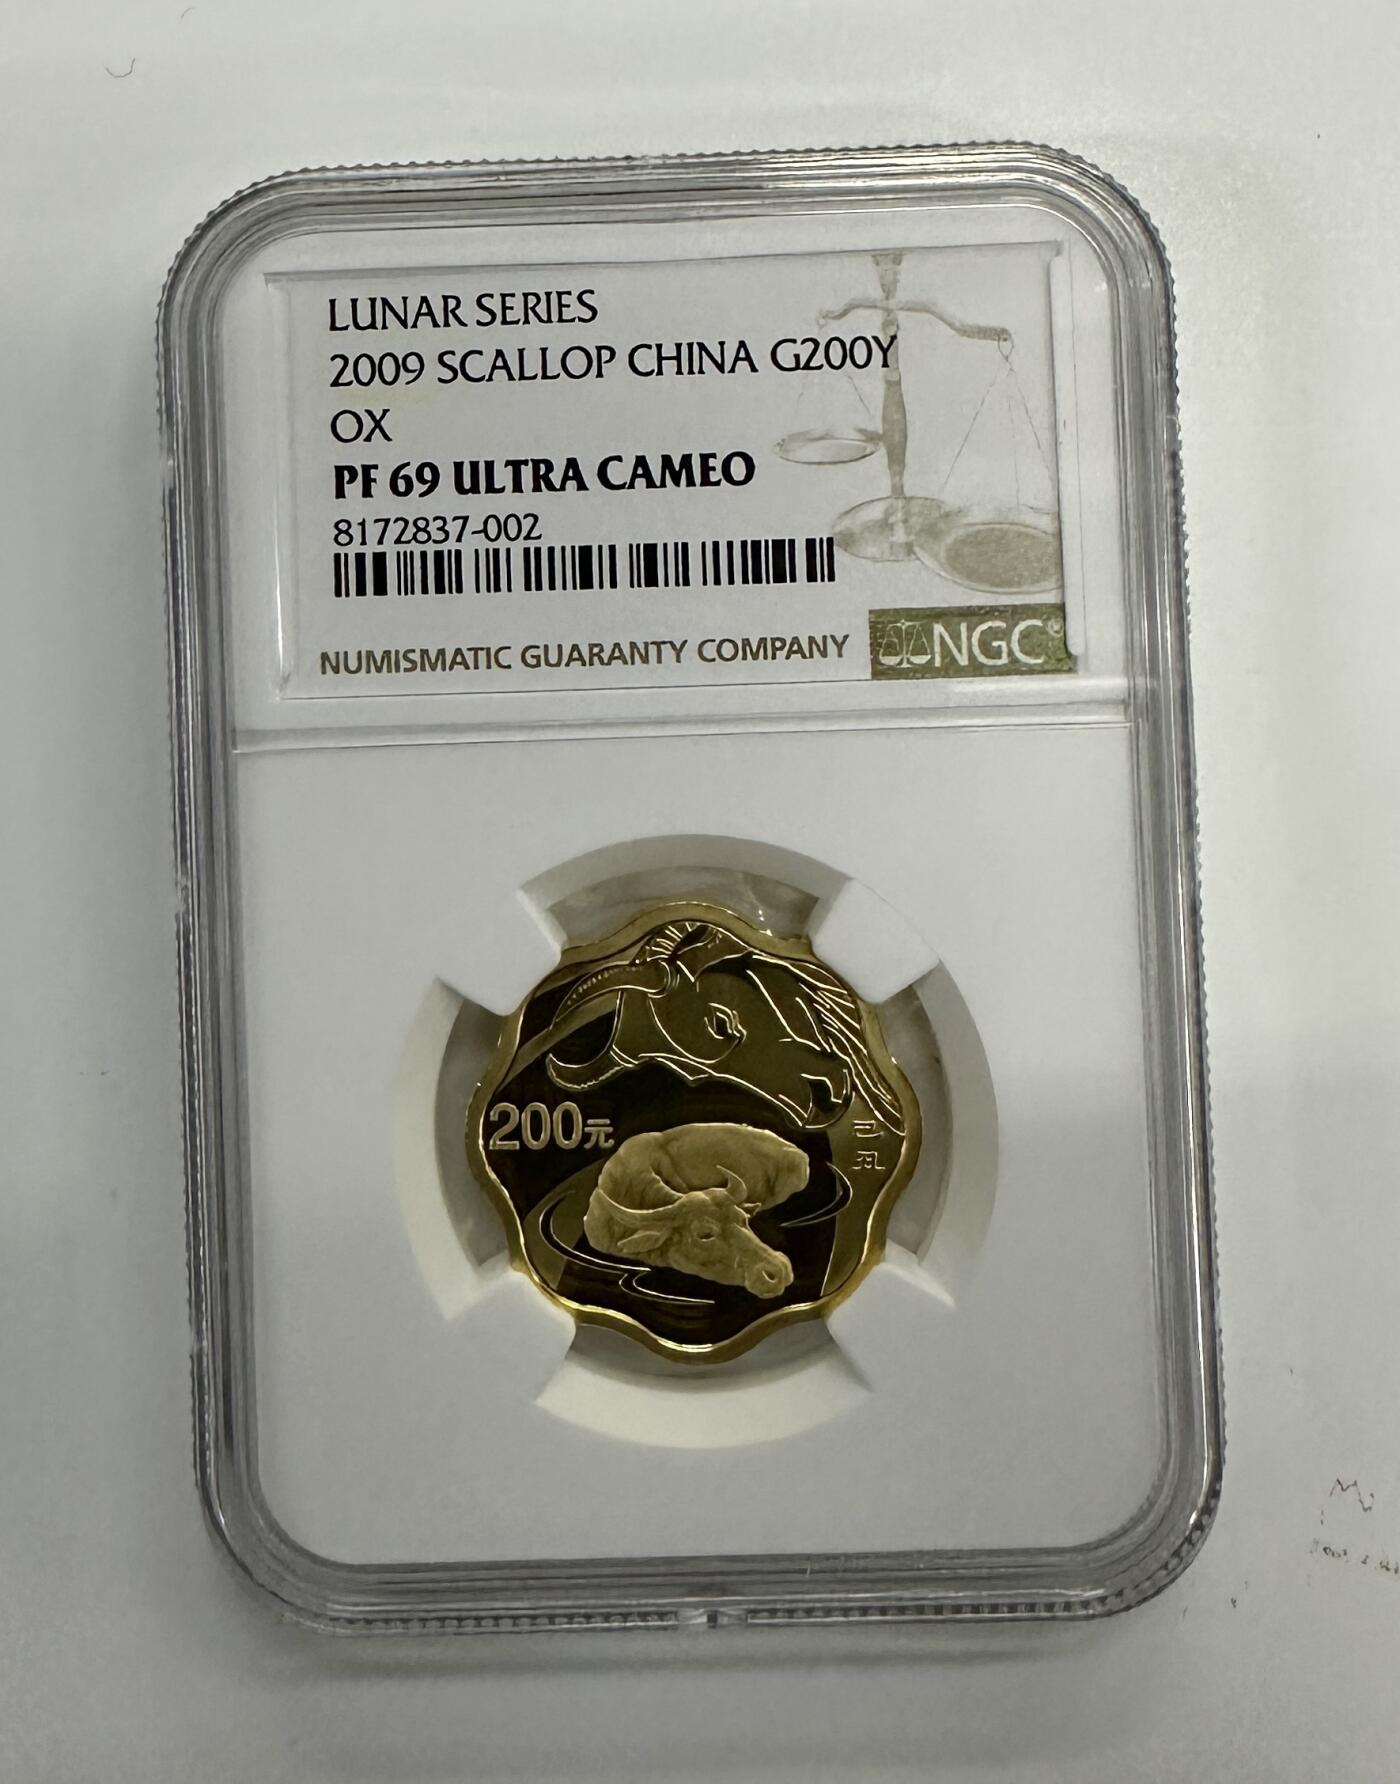 LUNAR SERIES
2009 SCALLOP CHINA G200Y
OX
PF 69 ULTRA CAMEO
8172837-002
NUMISMATIC GUARANTY COMPANY
NGC®
200元
己
丑